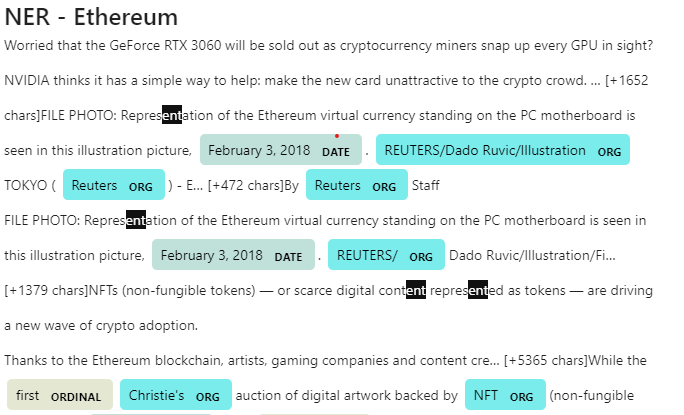 NER - Ethereum
Worried that the GeForce RTX 3060 will be sold out as cryptocurrency miners snap up every GPU in sight?
NVIDIA thinks it has a simple way to help: make the new card unattractive to the crypto crowd. … [+1652
chars]FILE PHOTO: Representation of the Ethereum virtual currency standing on the PC motherboard is
seen in this illustration picture, February 3, 2018 DATE . REUTERS/Dado Ruvic/Illustration ORG
TOKYO ( Reuters ORG ) - E… [+472 chars]By Reuters ORG Staff
FILE PHOTO: Representation of the Ethereum virtual currency standing on the PC motherboard is seen in
this illustration picture, February 3, 2018 DATE . REUTERS/ ORG Dado Ruvic/Illustration/Fi…
[+1379 chars]NFTs (non-fungible tokens) — or scarce digital content represented as tokens — are driving
a new wave of crypto adoption.
Thanks to the Ethereum blockchain, artists, gaming companies and content cre… [+5365 chars]While the
first ORDINAL Christie's ORG auction of digital artwork backed by NFT ORG (non-fungible